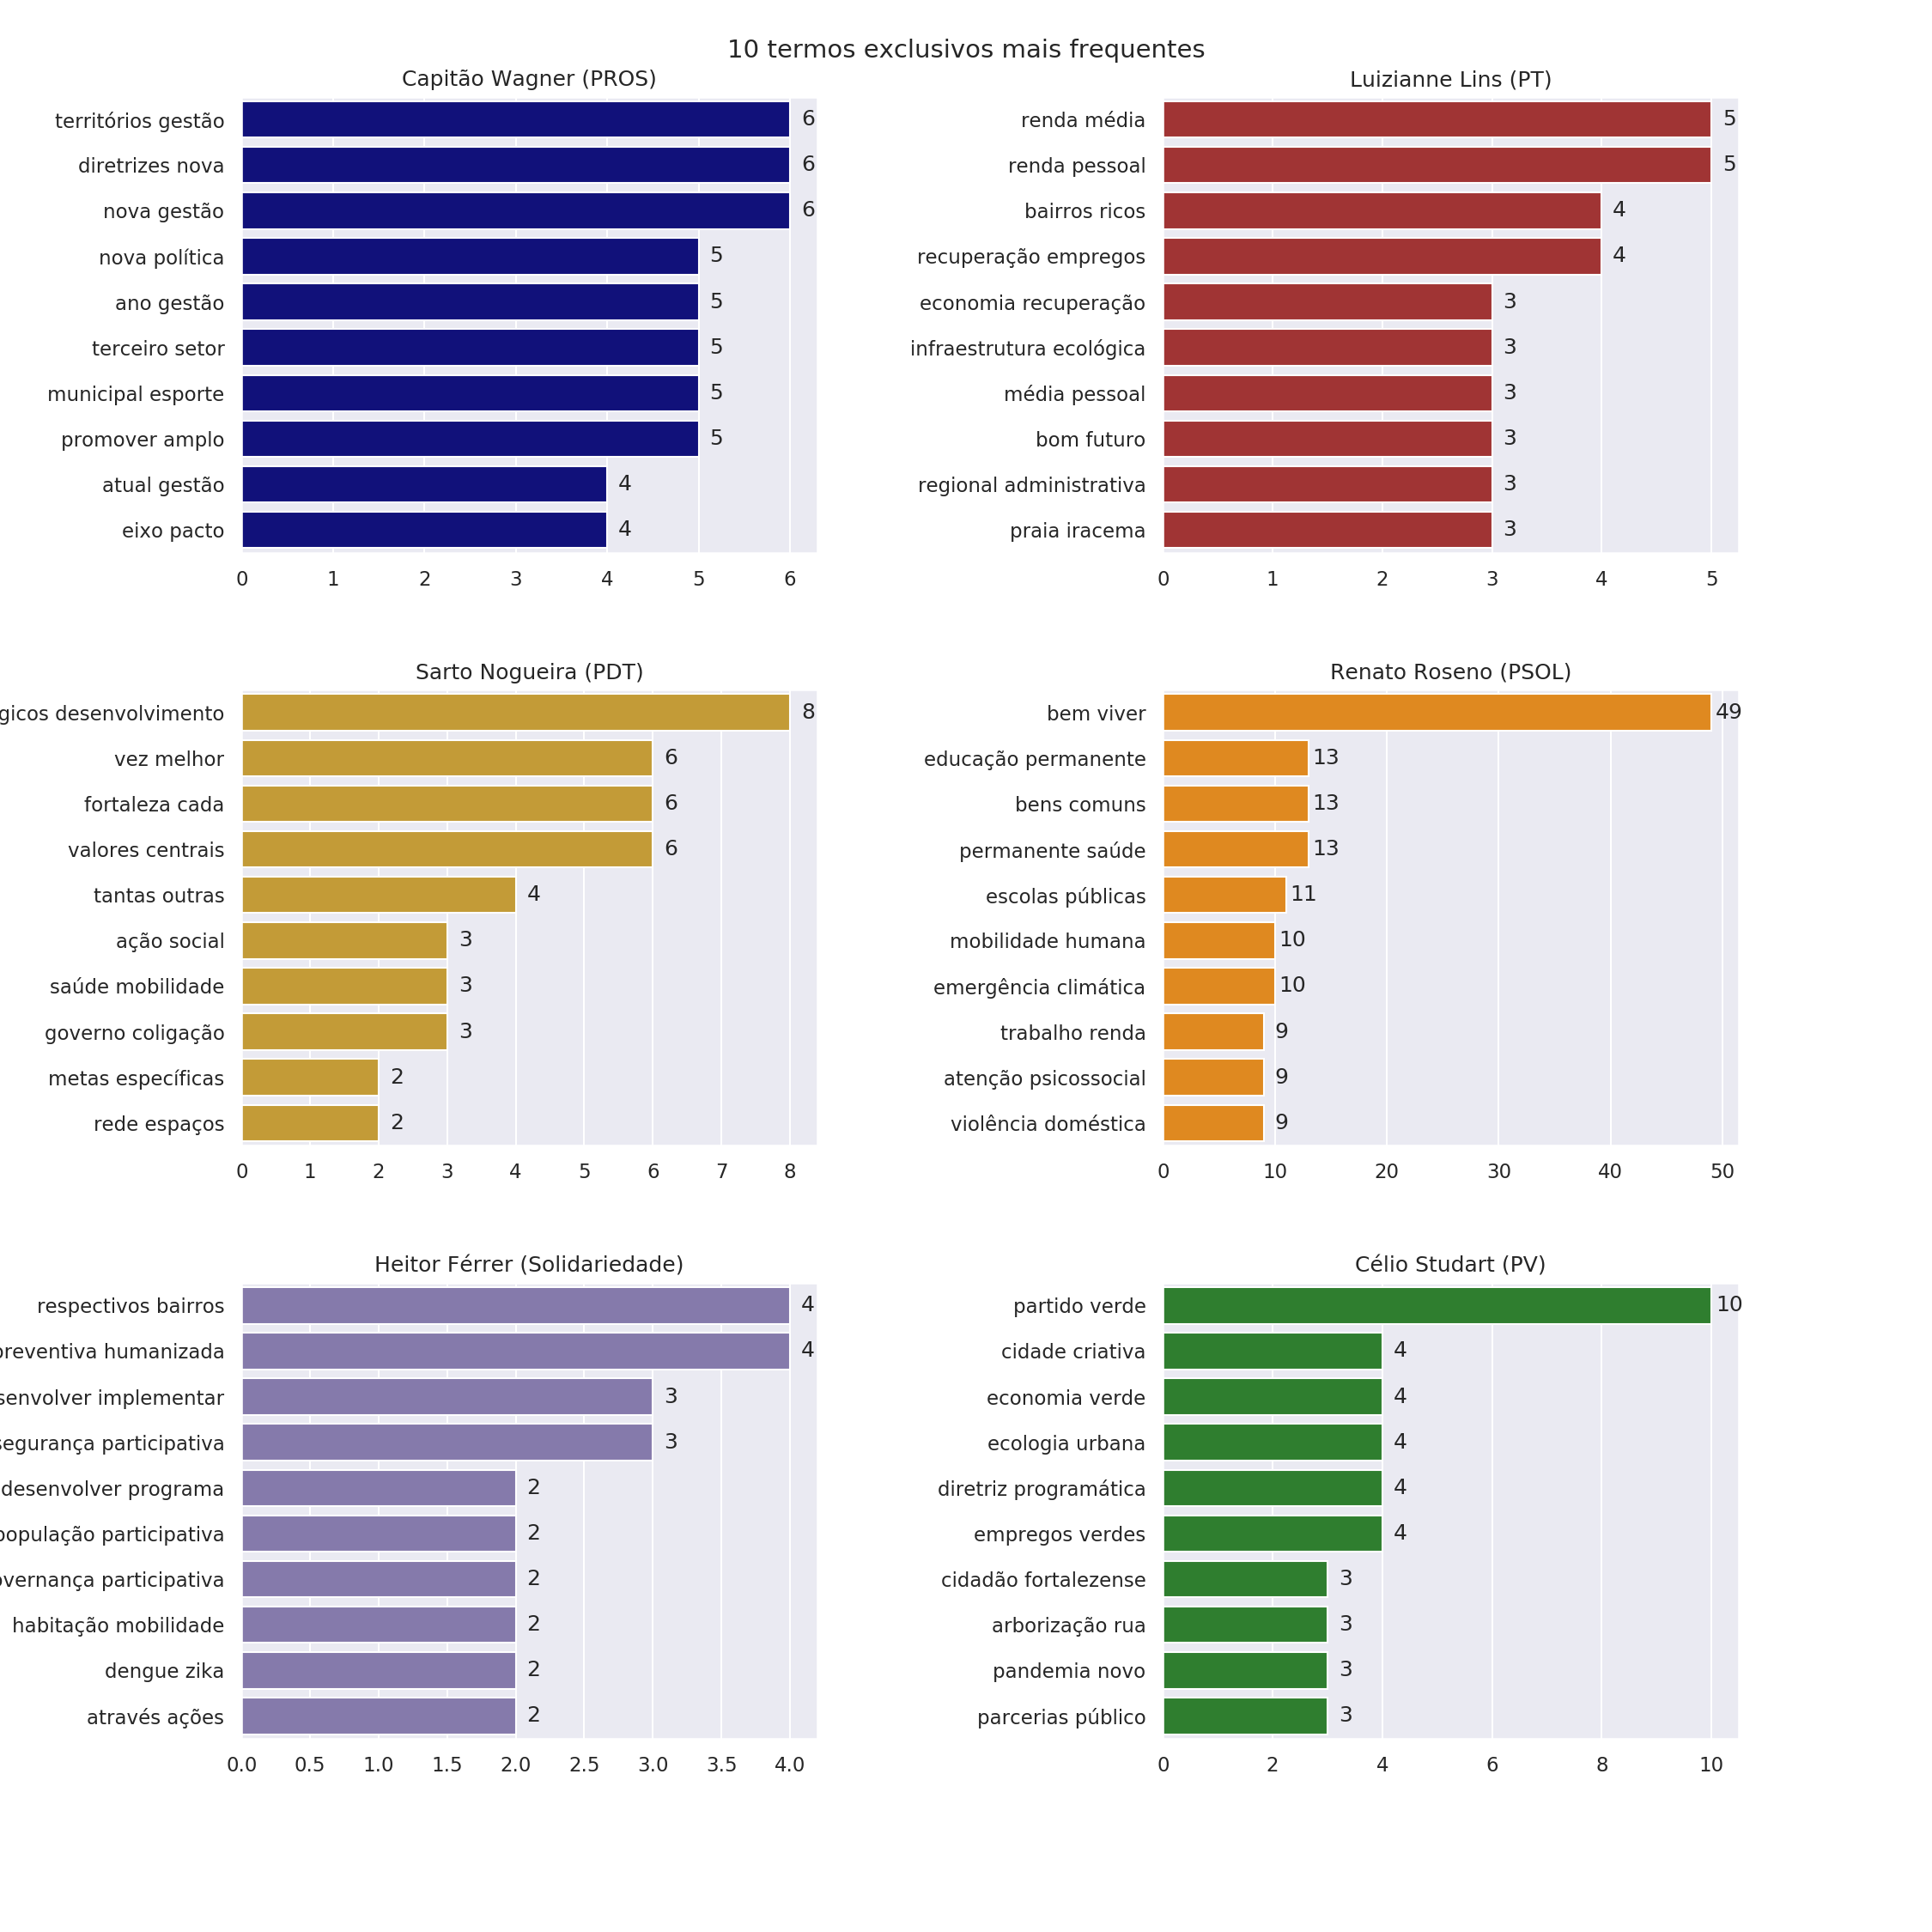 10 termos exclusivos mais frequentes
Capitão Wagner (PROS)
territórios gestão 6
diretrizes nova 6
nova gestão 6
nova política 5
ano gestão 5
terceiro setor 5
municipal esporte 5
promover amplo 5
atual gestão 4
eixo pacto 4
0 1 2 3 4 5 6
Luizianne Lins (PT)
renda média 5
renda pessoal 5
bairros ricos 4
recuperação empregos 4
economia recuperação 3
infraestrutura ecológica 3
média pessoal 3
bom futuro 3
regional administrativa 3
praia iracema 3
0 1 2 3 4 5
Sarto Nogueira (PDT)
desenvolvimento 8
vez melhor 6
fortaleza cada 6
valores centrais 6
tantas outras 4
ação social 3
saúde mobilidade 3
governo coligação 3
metas específicas 2
rede espaços 2
0 1 2 3 4 5 6 7 8
Renato Roseno (PSOL)
bem viver 49
educação permanente 13
bens comuns 13
permanente saúde 13
escolas públicas 11
mobilidade humana 10
emergência climática 10
trabalho renda 9
atenção psicossocial 9
violência doméstica 9
0 10 20 30 40 50
Heitor Férrer (Solidariedade)
respectivos bairros 4
preventiva humanizada 4
implementar 3
segurança participativa 3
desenvolver programa 2
população participativa 2
participativa 2
habitação mobilidade 2
dengue zika 2
através ações 2
0.0 0.5 1.0 1.5 2.0 2.5 3.0 3.5 4.0
Célio Studart (PV)
partido verde 10
cidade criativa 4
economia verde 4
ecologia urbana 4
diretriz programática 4
empregos verdes 4
cidadão fortalezense 3
arborização rua 3
pandemia novo 3
parcerias público 3
0 2 4 6 8 10